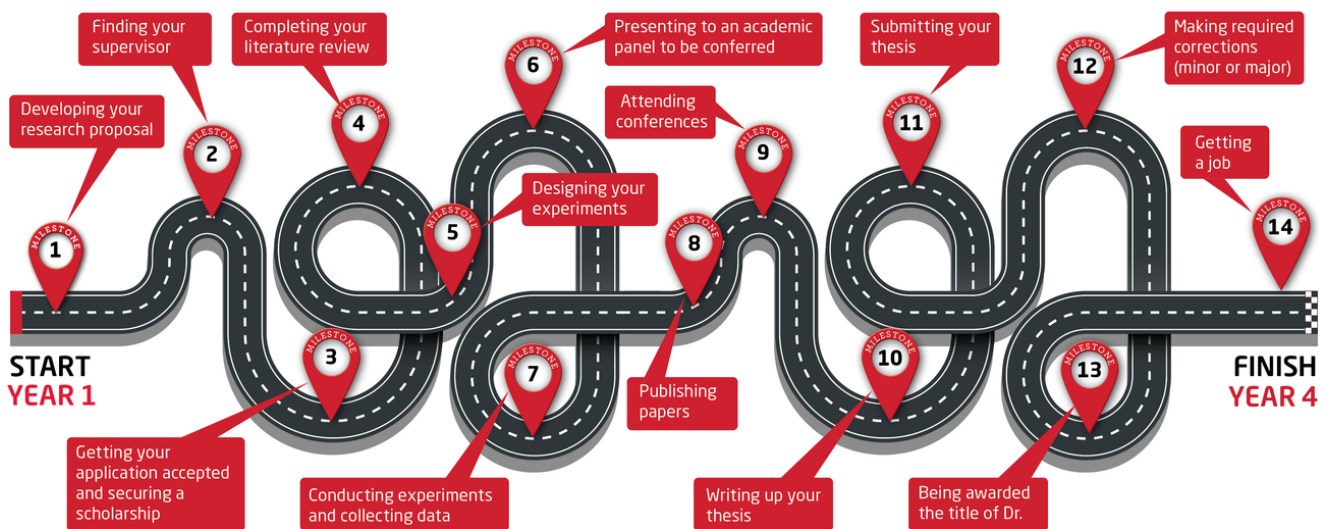 Developing your
research proposal
MILESTONE
1
START
YEAR 1
Finding your
supervisor
MILESTONE
2
Getting your
application accepted
and securing a
scholarship
MILESTONE
3
Completing your
literature review
MILESTONE
4
Designing your
experiments
MILESTONE
5
Presenting to an academic
panel to be conferred
MILESTONE
6
Conducting experiments
and collecting data
MILESTONE
7
Publishing
papers
MILESTONE
8
Attending
conferences
MILESTONE
9
Writing up your
thesis
MILESTONE
10
Submitting your
thesis
MILESTONE
11
Making required
corrections
(minor or major)
MILESTONE
12
Being awarded
the title of Dr.
MILESTONE
13
Getting
a job
MILESTONE
14
FINISH
YEAR 4